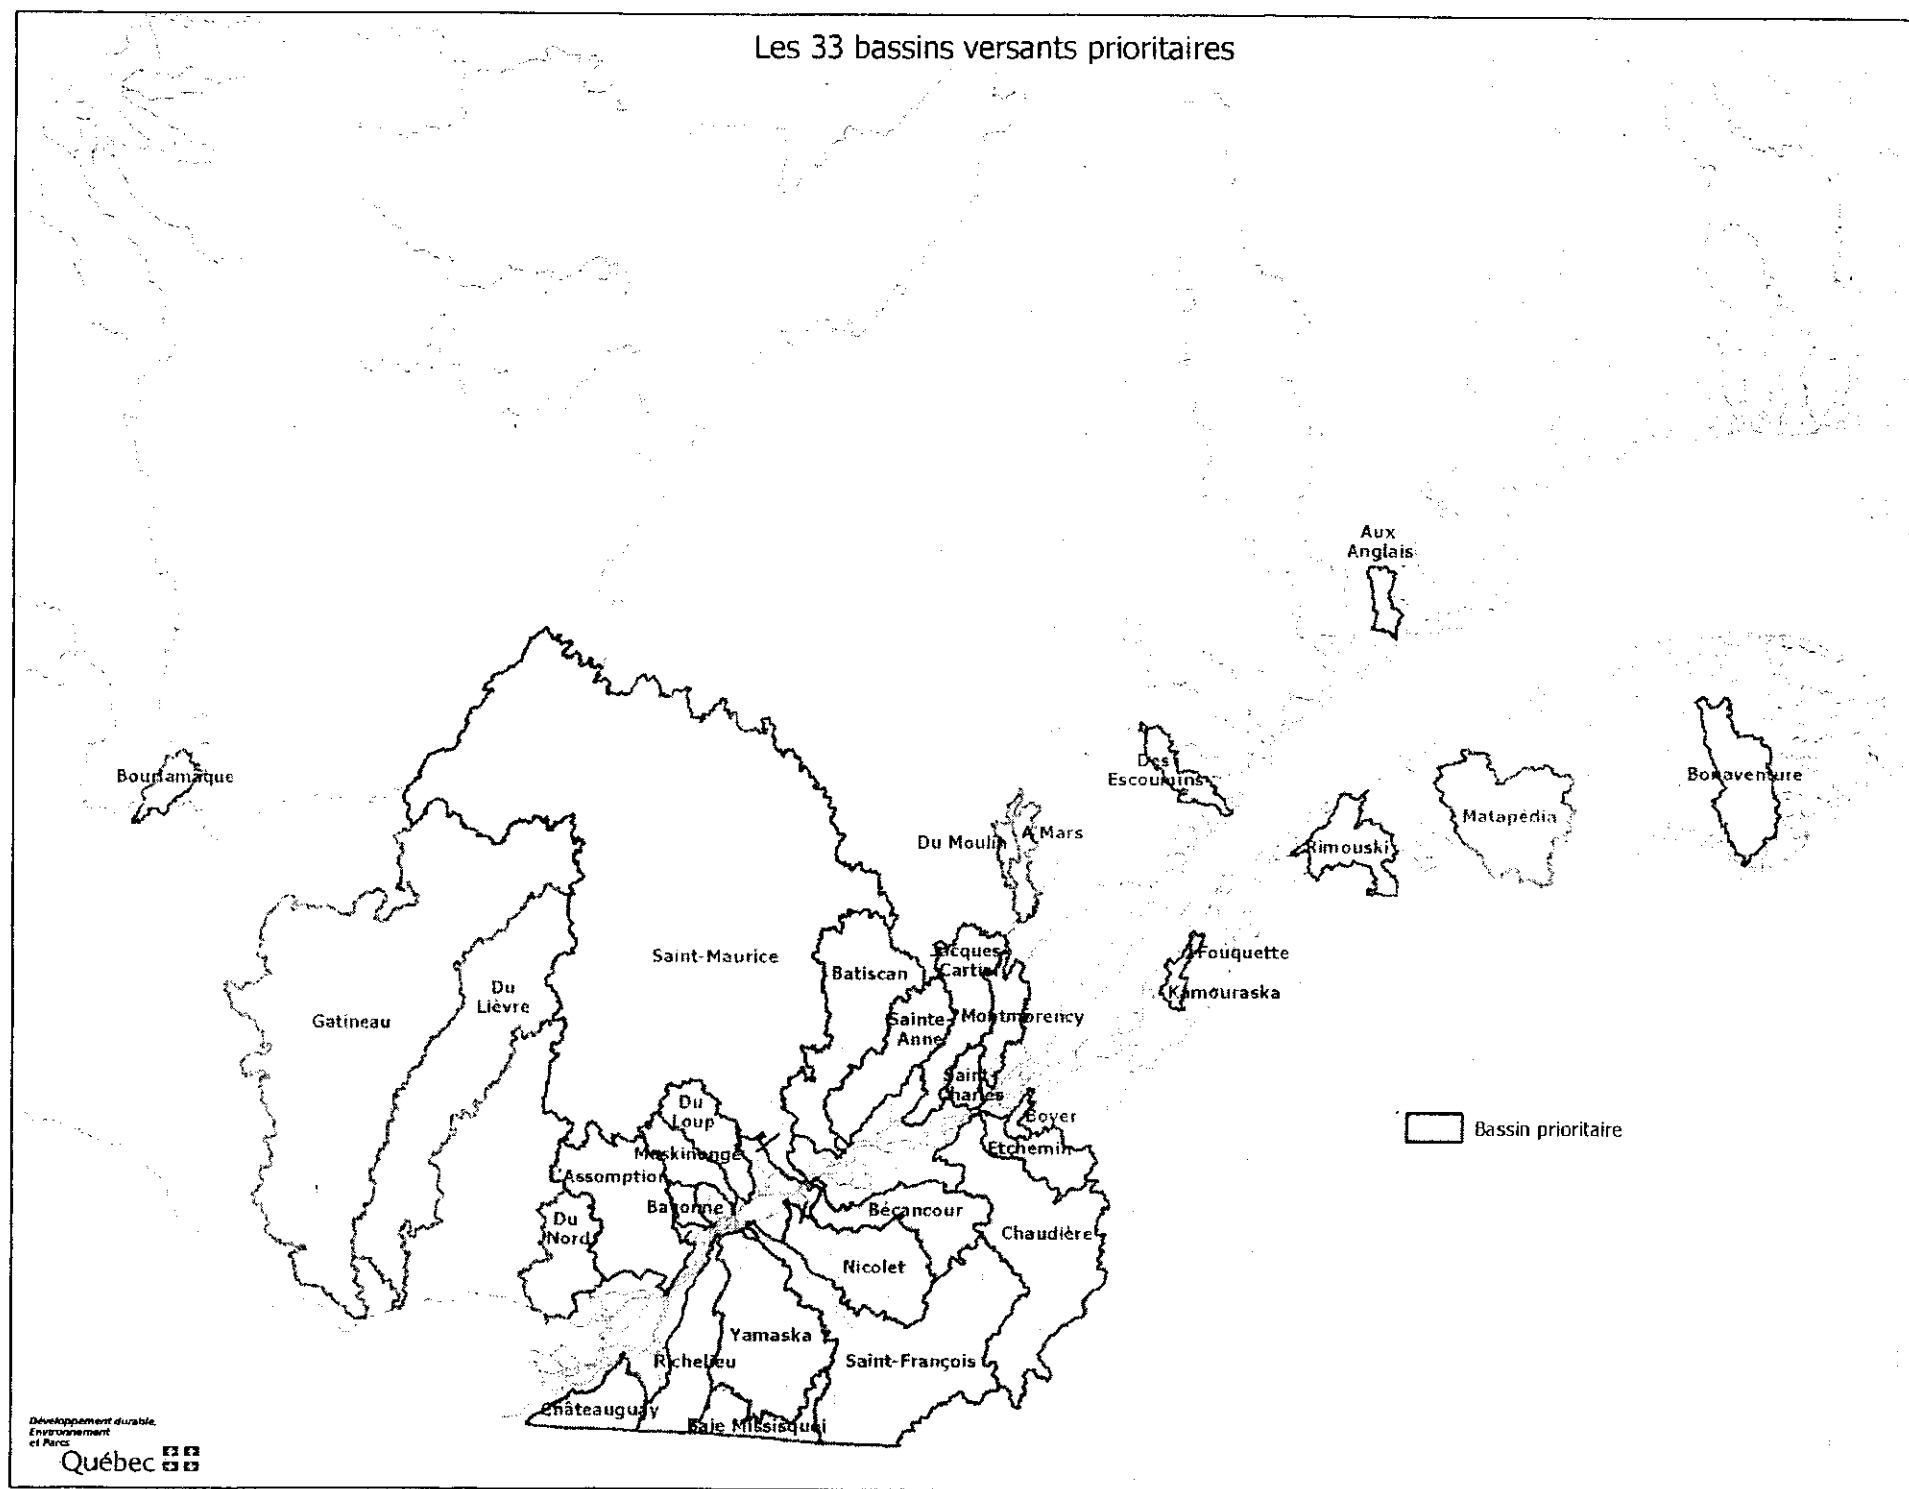 Les 33 bassins versants prioritaires
Aux
Anglais
Bourlamaque
Des
Escoumins
Bonaventure
Matapédia
Du Moulin
A Mars
Rimouski
Saint-Maurice
Batiscan
Jacques-
Cartier
Fouquette
Kamouraska
Du
Lièvre
Gatineau
Sainte-
Anne
Montmorency
Saint-
Charles
Du
Loup
Boyer
Bassin prioritaire
Etchemin
Maskinongé
L'Assomption
Bayonne
Bécancour
Du
Nord
Chaudière
Nicolet
Yamaska
Richelieu
Saint-François
Châteauguay
Baie Missisquoi
Développement durable,
Environnement
et Parcs
Québec